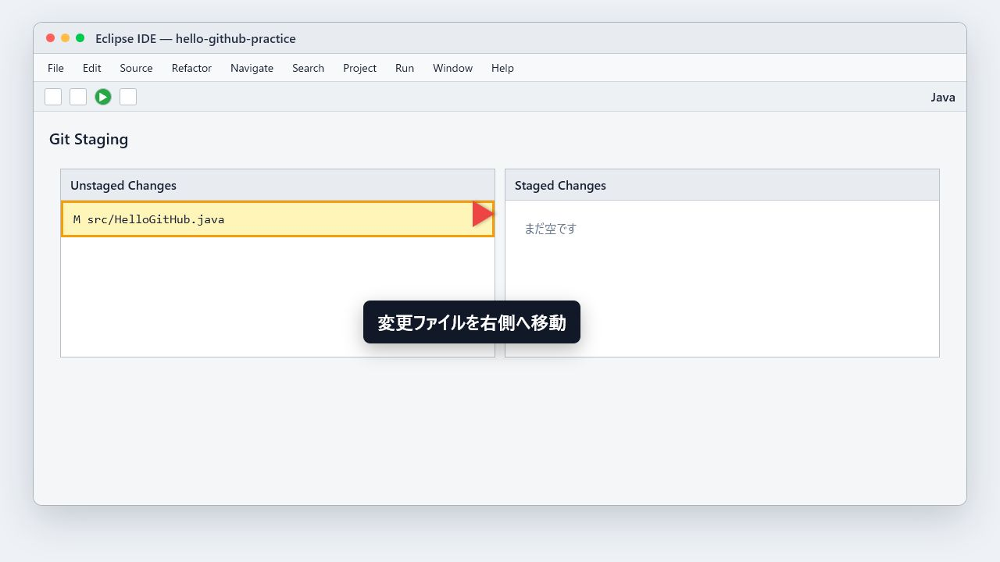 Eclipse IDE — hello-github-practice
File Edit Source Refactor Navigate Search Project Run Window Help
Java
Git Staging
Unstaged Changes
M src/HelloGitHub.java
Staged Changes
まだ空です
変更ファイルを右側へ移動